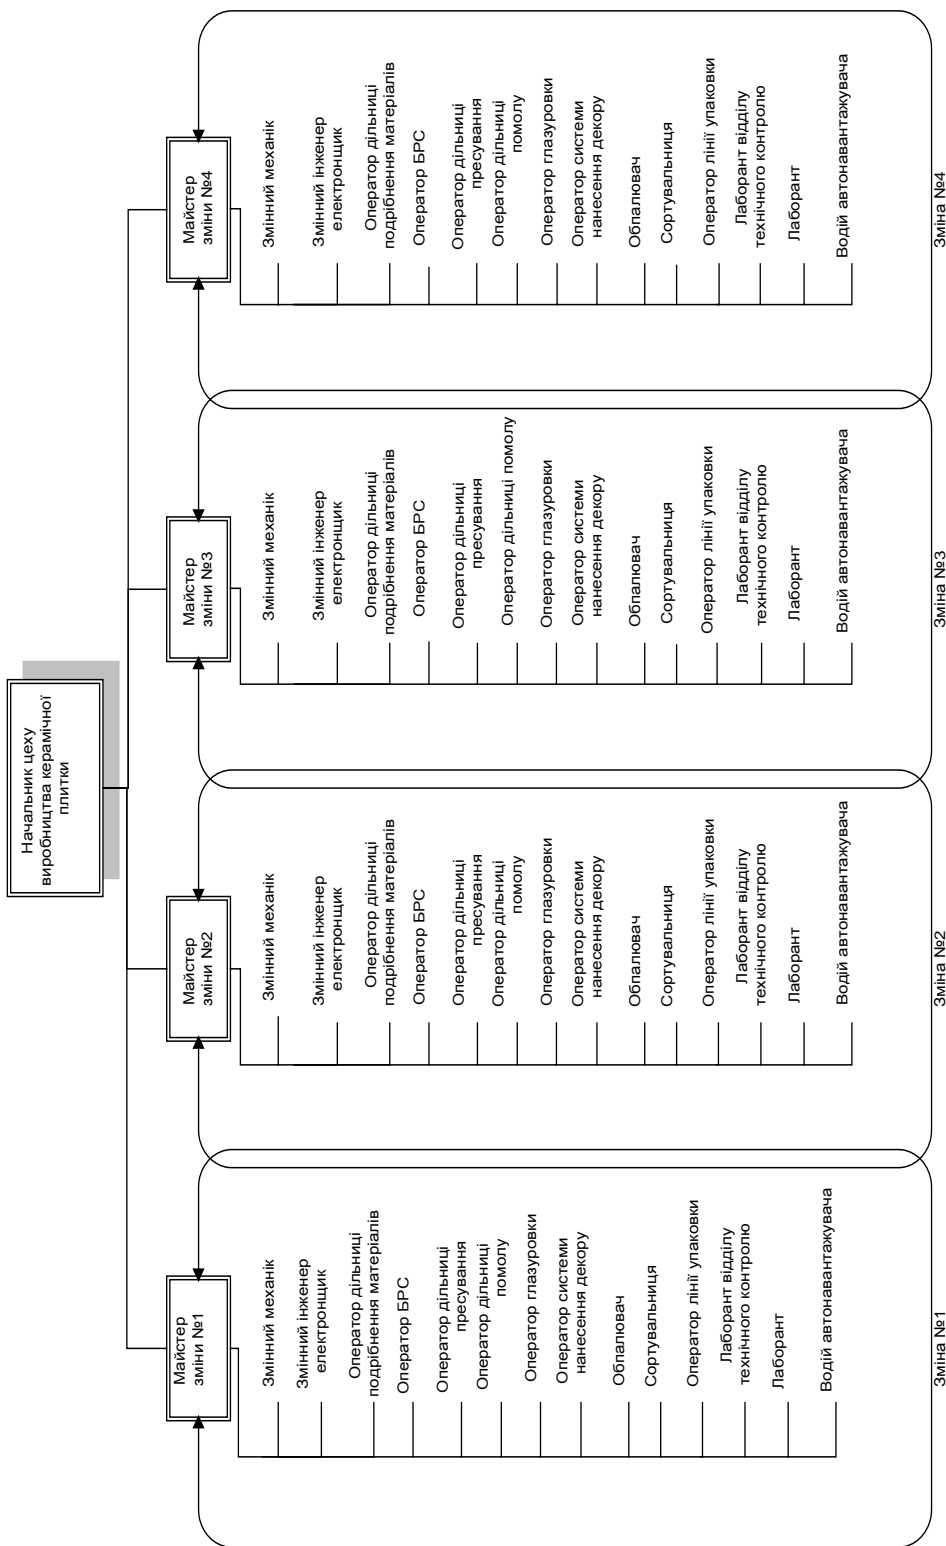 Начальник цеху
виробництва керамічної
плитки
Майстер
зміни №1
Змінний механік
Змінний інженер
електронщик
Оператор дільниці
подрібнення матеріалів
Оператор БРС
Оператор дільниці
пресування
Оператор дільниці
помолу
Оператор глазуровки
Оператор системи
нанесення декору
Обпалювач
Сортувальниця
Оператор лінії упаковки
Лаборант відділу
технічного контролю
Лаборант
Водій автонавантажувача
Зміна №1
Майстер
зміни №2
Змінний механік
Змінний інженер
електронщик
Оператор дільниці
подрібнення матеріалів
Оператор БРС
Оператор дільниці
пресування
Оператор дільниці
помолу
Оператор глазуровки
Оператор системи
нанесення декору
Обпалювач
Сортувальниця
Оператор лінії упаковки
Лаборант відділу
технічного контролю
Лаборант
Водій автонавантажувача
Зміна №2
Майстер
зміни №3
Змінний механік
Змінний інженер
електронщик
Оператор дільниці
подрібнення матеріалів
Оператор БРС
Оператор дільниці
пресування
Оператор дільниці помолу
Оператор глазуровки
Оператор системи
нанесення декору
Обпалювач
Сортувальниця
Оператор лінії упаковки
Лаборант відділу
технічного контролю
Лаборант
Водій автонавантажувача
Зміна №3
Майстер
зміни №4
Змінний механік
Змінний інженер
електронщик
Оператор дільниці
подрібнення матеріалів
Оператор БРС
Оператор дільниці
пресування
Оператор дільниці
помолу
Оператор глазуровки
Оператор системи
нанесення декору
Обпалювач
Сортувальниця
Оператор лінії упаковки
Лаборант відділу
технічного контролю
Лаборант
Водій автонавантажувача
Зміна №4